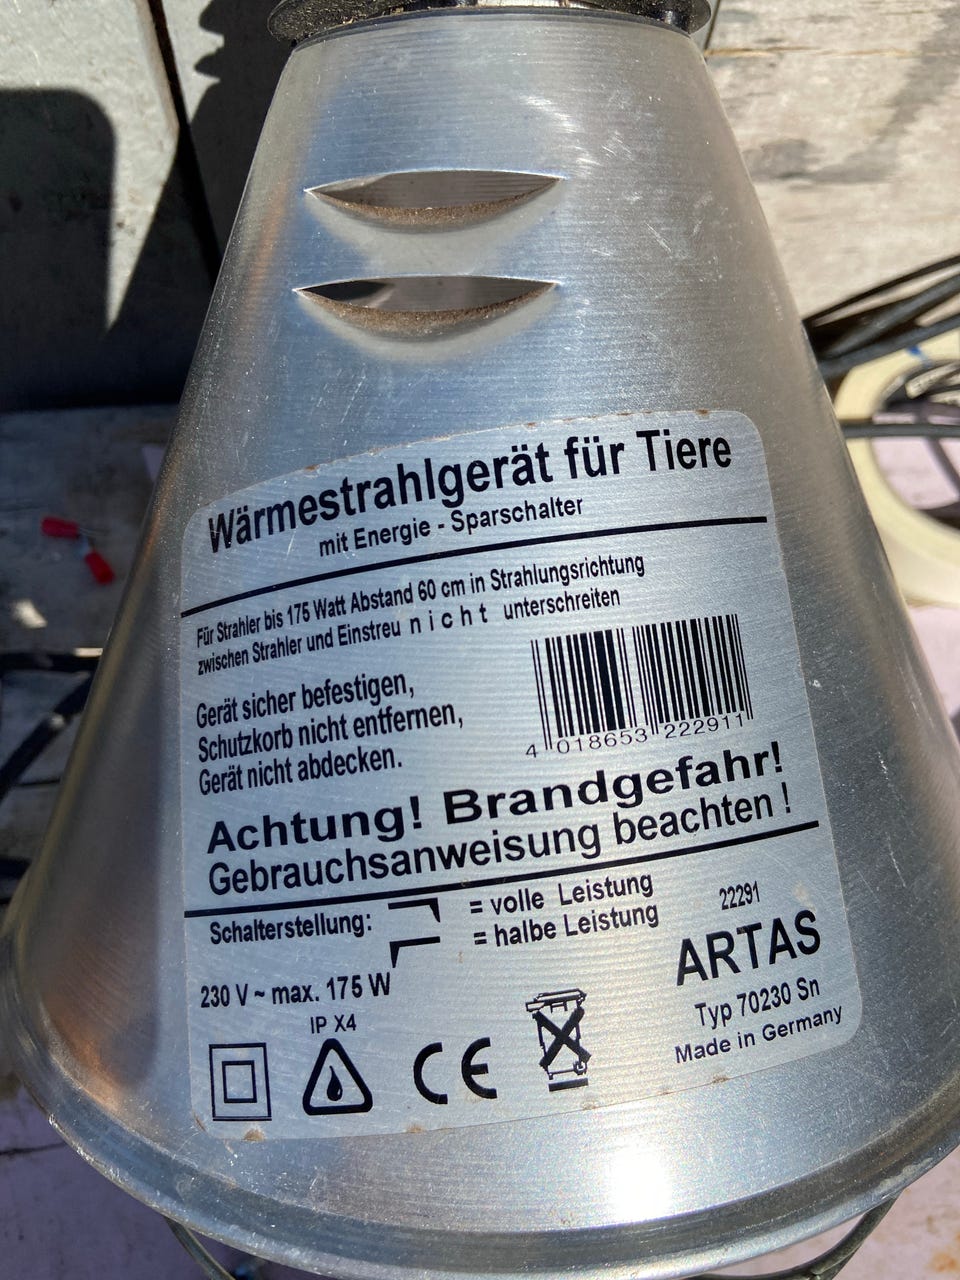 Wärmestrahlgerät für Tiere
mit Energie - Sparschalter
Für Strahler bis 175 Watt Abstand 60 cm in Strahlungsrichtung
zwischen Strahler und Einstreu n i c h t unterschreiten
Gerät sicher befestigen,
Schutzkorb nicht entfernen,
Gerät nicht abdecken.
4 018653 222911
Achtung! Brandgefahr!
Gebrauchsanweisung beachten !
Schalterstellung:
= volle Leistung
= halbe Leistung
22291
ARTAS
230 V ~ max. 175 W
Typ 70230 Sn
IP X4
Made in Germany
CE